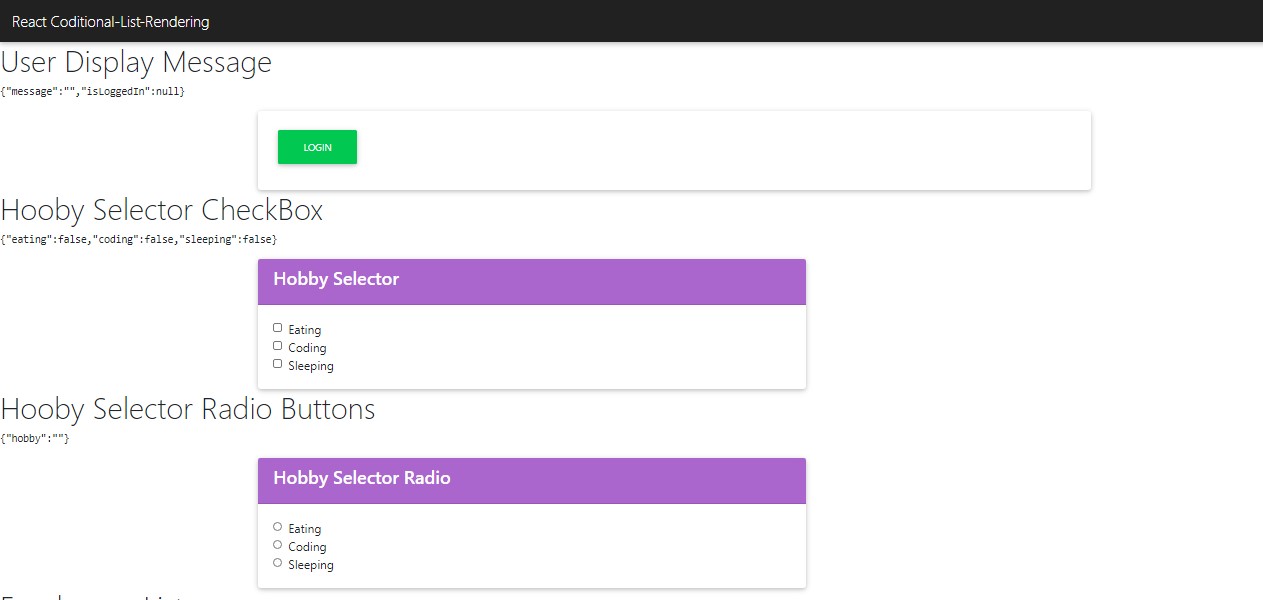 React Coditional-List-Rendering
User Display Message
{"message":"","isLoggedIn":null}
LOGIN
Hooby Selector CheckBox
{"eating":false,"coding":false,"sleeping":false}
Hobby Selector
Eating
Coding
Sleeping
Hooby Selector Radio Buttons
{"hobby":""}
Hobby Selector Radio
Eating
Coding
Sleeping